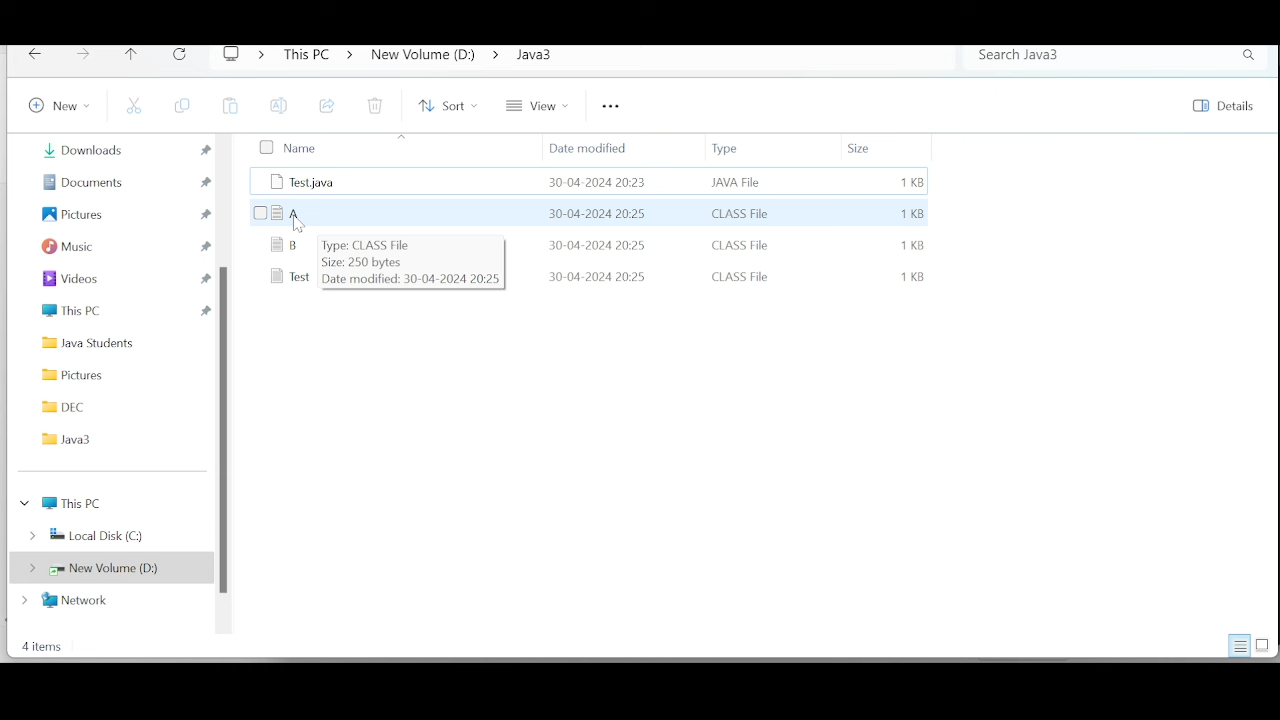 This PC > New Volume (D:) > Java3
Search Java3
New
Sort
View
Details
Downloads
Documents
Pictures
Music
Videos
This PC
Java Students
Pictures
DEC
Java3
This PC
Local Disk (C:)
New Volume (D:)
Network
Name Date modified Type Size
Test.java 30-04-2024 20:23 JAVA File 1 KB
A 30-04-2024 20:25 CLASS File 1 KB
B 30-04-2024 20:25 CLASS File 1 KB
Test 30-04-2024 20:25 CLASS File 1 KB
Type: CLASS File
Size: 250 bytes
Date modified: 30-04-2024 20:25
4 items